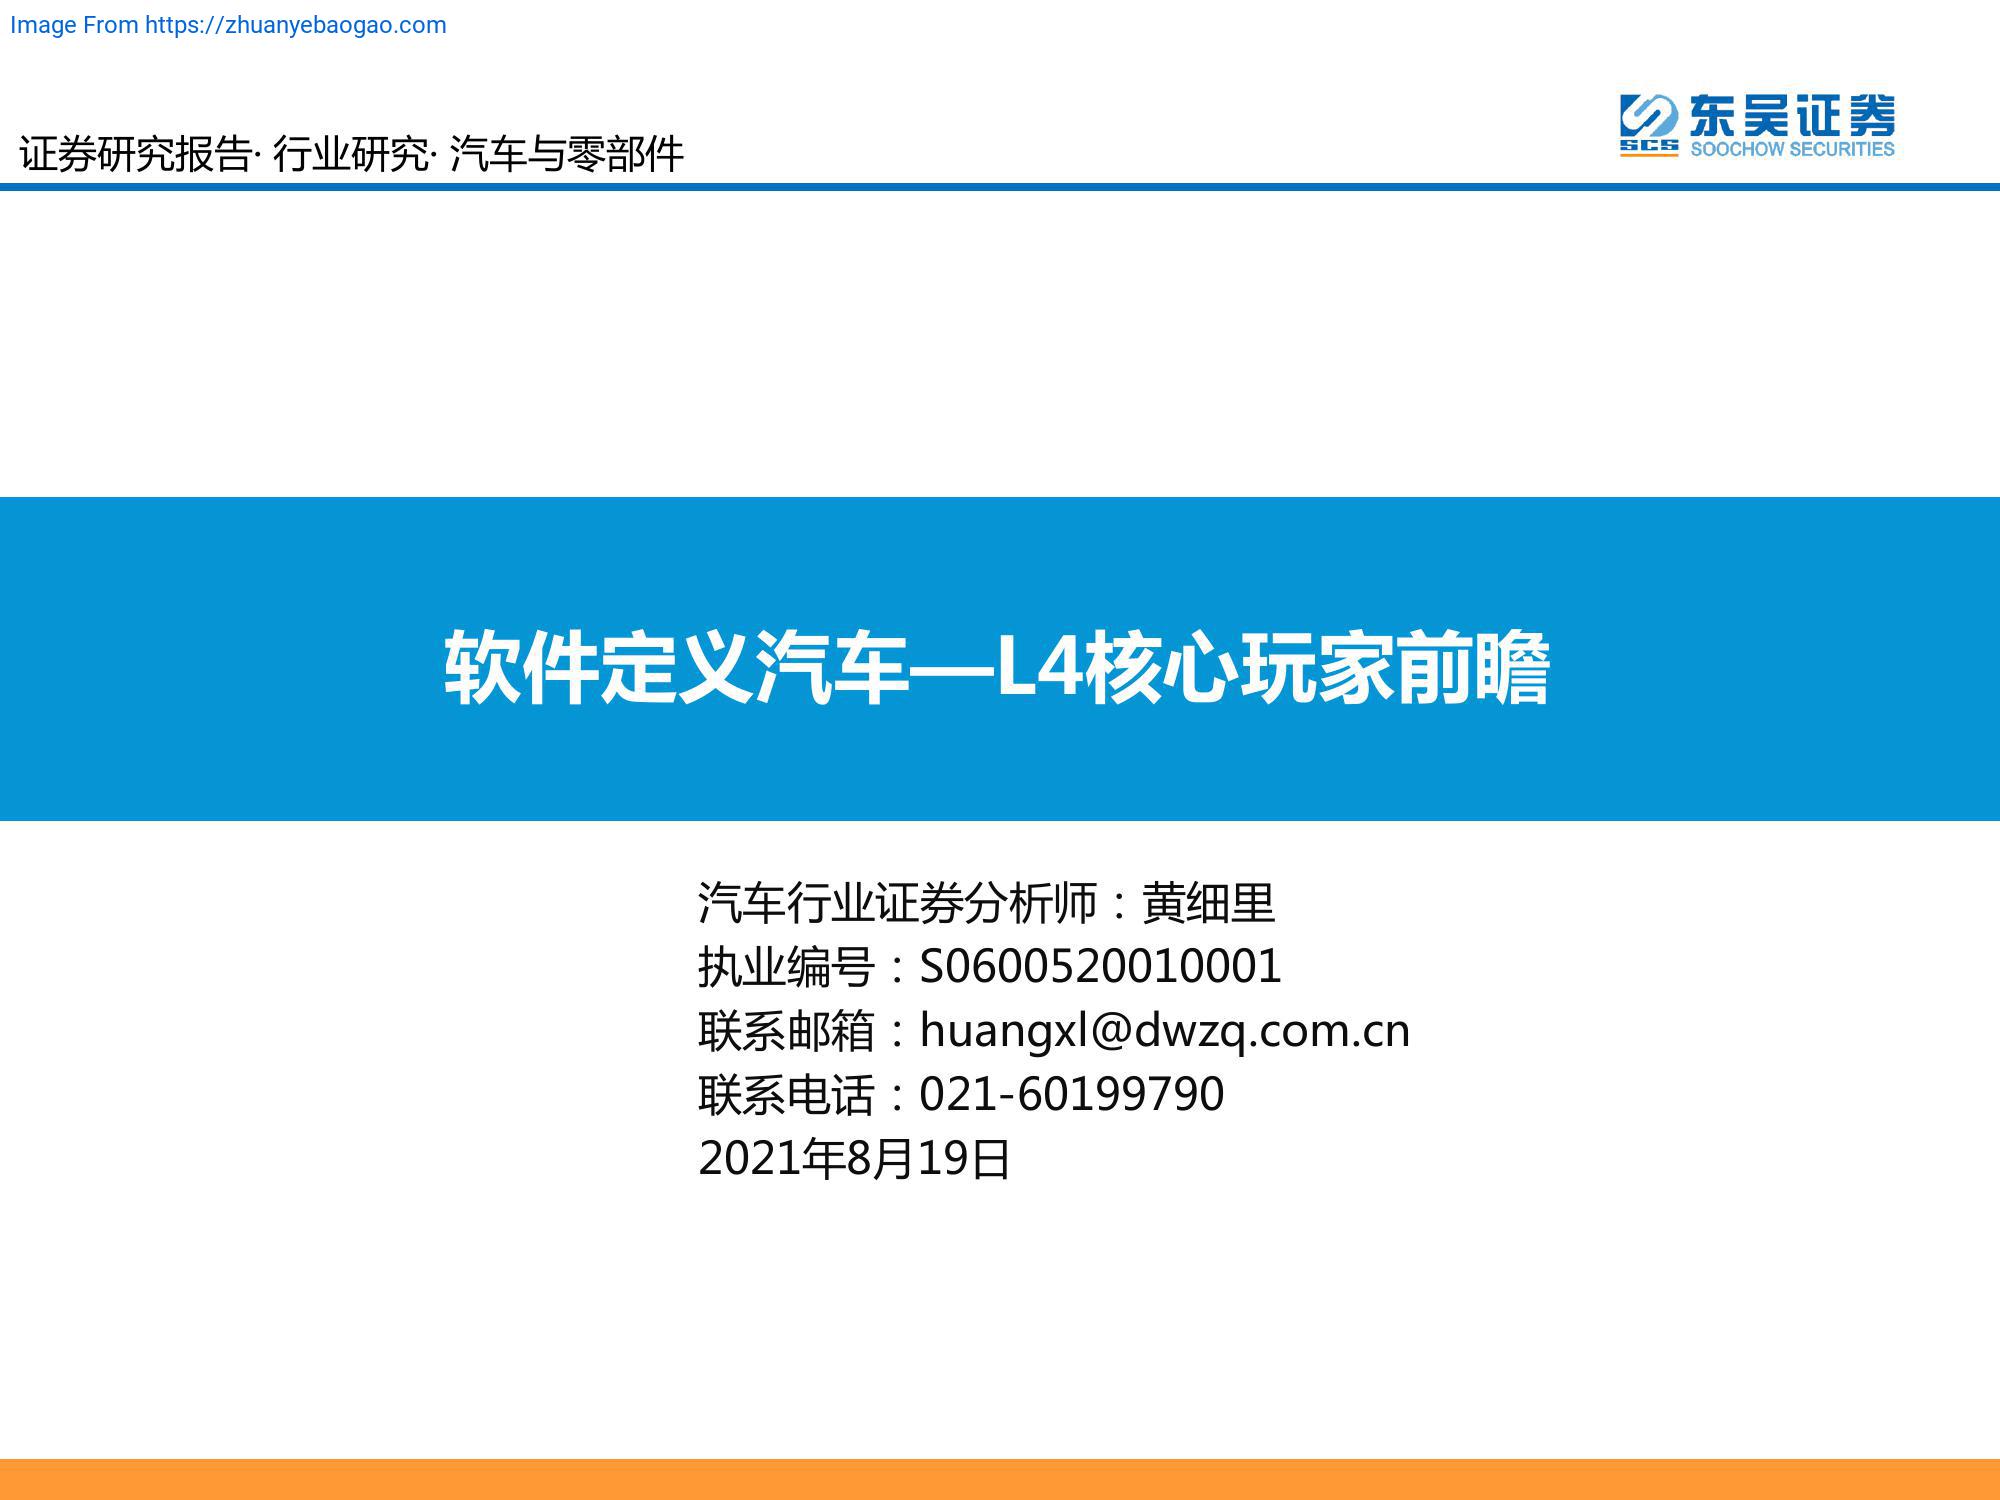 Image From https://zhuanyebaogao.com
东吴证券
SCS
SOOCHOW SECURITIES
证券研究报告· 行业研究· 汽车与零部件
软件定义汽车—L4核心玩家前瞻
汽车行业证券分析师：黄细里
执业编号：S0600520010001
联系邮箱：huangxl@dwzq.com.cn
联系电话：021-60199790
2021年8月19日